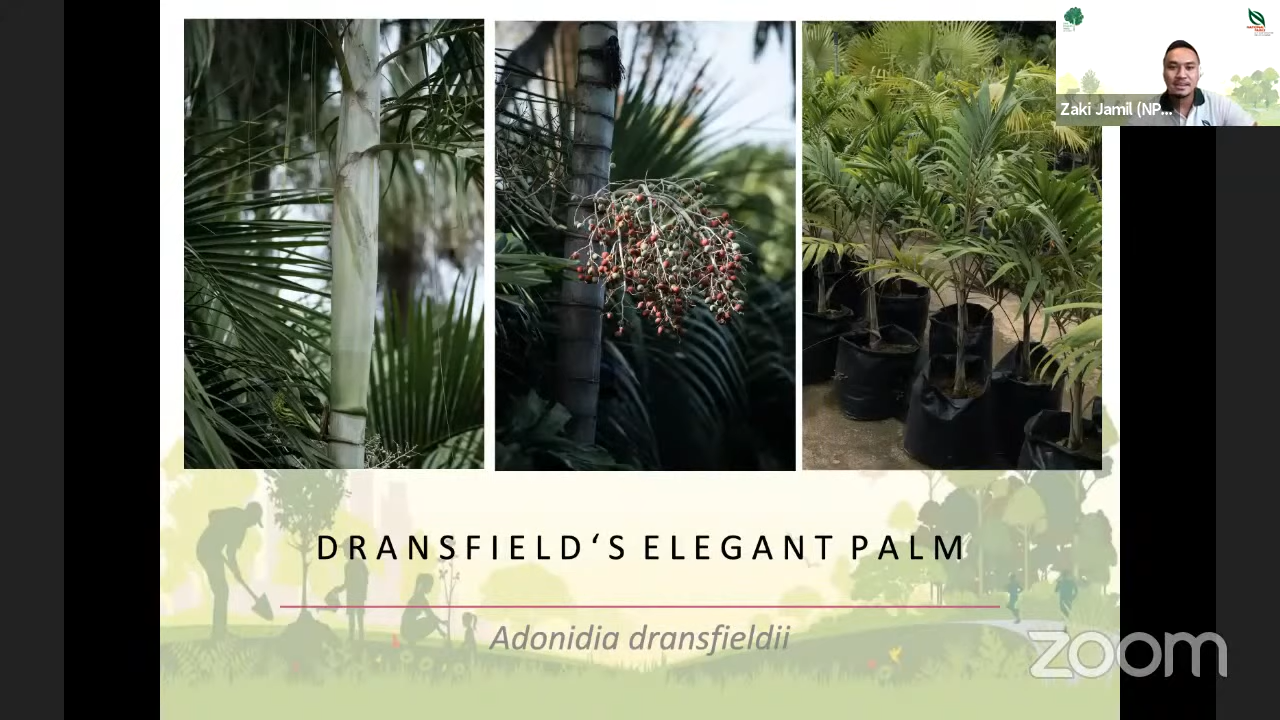 Zaki Jamil (NP...
DRANSFIELD‘S ELEGANT PALM
Adonidia dransfieldii
zoom